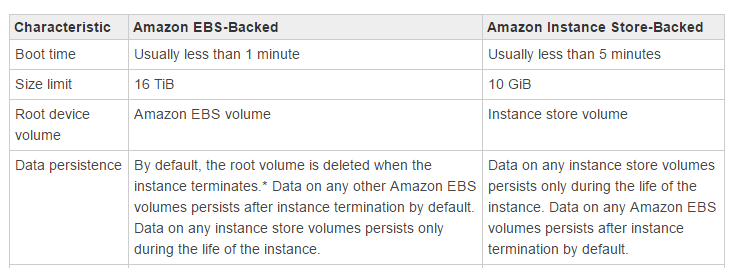 Characteristic Amazon EBS-Backed Amazon Instance Store-Backed
Boot time Usually less than 1 minute Usually less than 5 minutes
Size limit 16 TiB 10 GiB
Root device
volume
Amazon EBS volume
Instance store volume
Data persistence
By default, the root volume is deleted when the
instance terminates.* Data on any other Amazon EBS
volumes persists after instance termination by default.
Data on any instance store volumes persists only
during the life of the instance.
Data on any instance store volumes
persists only during the life of the
instance. Data on any Amazon EBS
volumes persists after instance
termination by default.